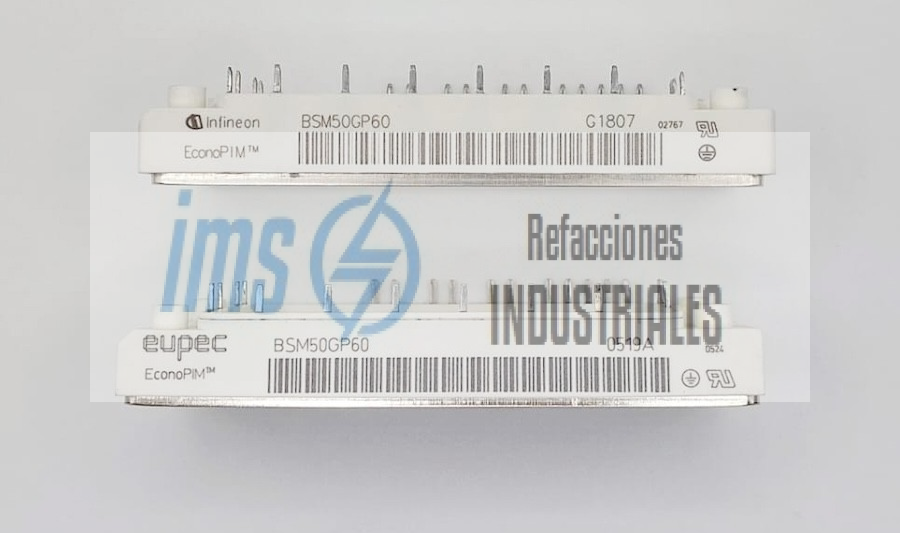 Infineon BSM50GP60 G1807 02767
EconoPIM™
ims Refacciones
INDUSTRIALES
eupec BSM50GP60 0519A 0524
EconoPIM™